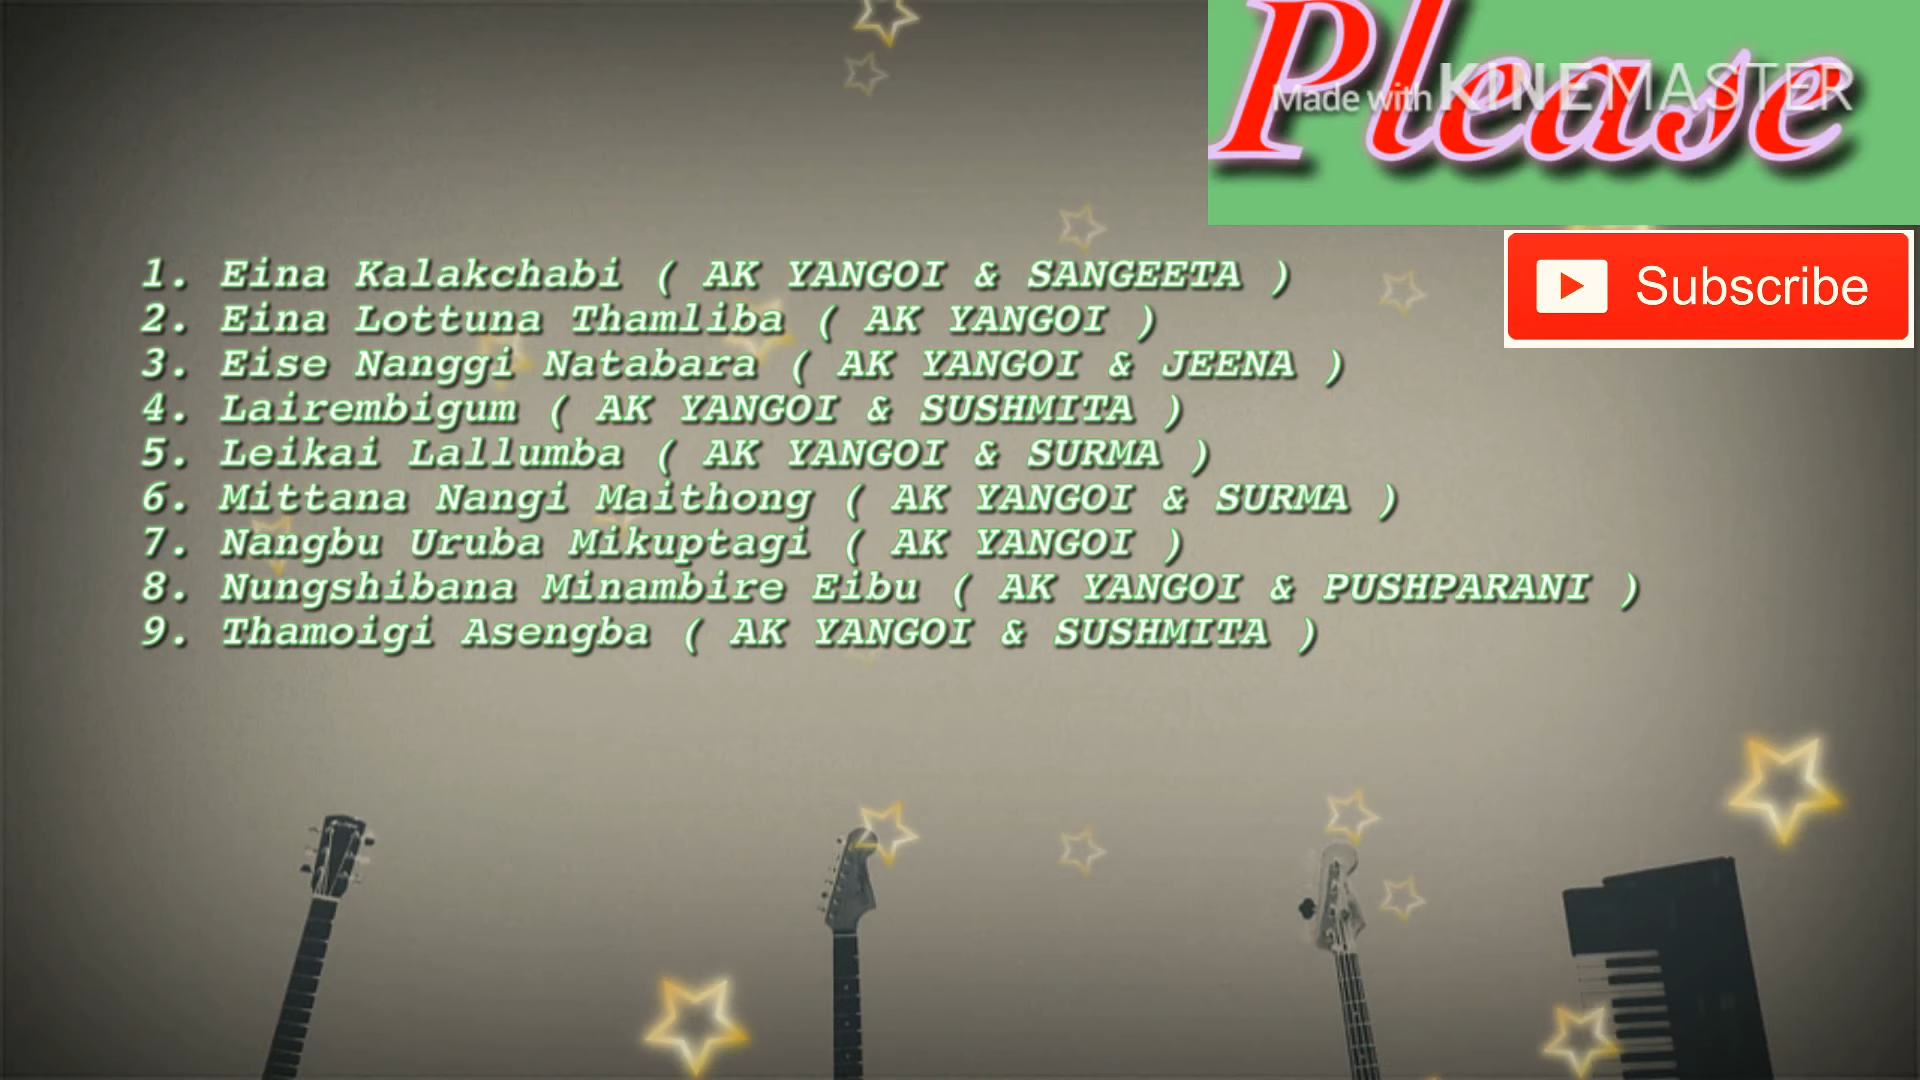 Please
Made with KINEMASTER
Subscribe
1. Eina Kalakchabi ( AK YANGOI & SANGEETA )
2. Eina Lottuna Thamliba ( AK YANGOI )
3. Eise Nanggi Natabara ( AK YANGOI & JEENA )
4. Lairembigum ( AK YANGOI & SUSHMITA )
5. Leikai Lallumba ( AK YANGOI & SURMA )
6. Mittana Nangi Maithong ( AK YANGOI & SURMA )
7. Nangbu Uruba Mikuptagi ( AK YANGOI )
8. Nungshibana Minambire Eibu ( AK YANGOI & PUSHPARANI )
9. Thamoigi Asengba ( AK YANGOI & SUSHMITA )